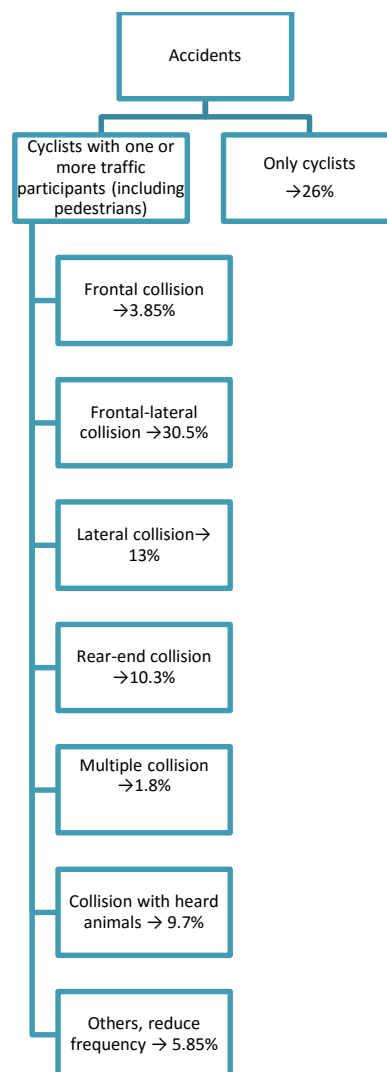 Accidents
Cyclists with one or
more traffic
participants (including
pedestrians)
Only cyclists
→26%
Frontal collision
→3.85%
Frontal-lateral
collision →30.5%
Lateral collision→
13%
Rear-end collision
→10.3%
Multiple collision
→1.8%
Collision with heard
animals → 9.7%
Others, reduce
frequency → 5.85%